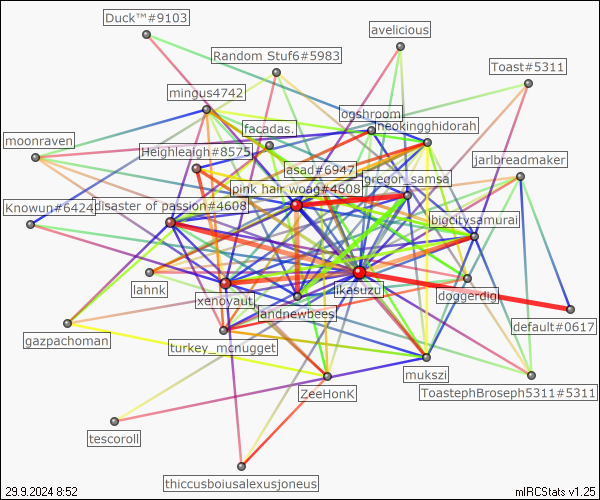 Duck™#9103
avelicious
Random Stuf6#5983
Toast#5311
mingus4742
ogshroom
facadas.
neokingghidorah
moonraven
Heighleaigh#8575
jarlbreadmaker
asad#6947
gregor_samsa
pink hair woag#4608
Knowun#6424
disaster of passion#4608
bigcitysamurai
lahnk
ikasuzu
xenoyaut
doggerdig
andnewbees
default#0617
gazpachoman
turkey_mcnugget
mukszi
ZeeHonK
ToastephBroseph5311#5311
tescoroll
thiccusboiusalexusjoneus
29.9.2024 8:52
mIRCStats v1.25